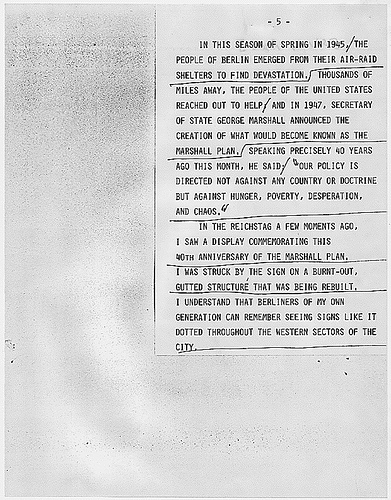 - 5 -
IN THIS SEASON OF SPRING IN 1945, THE
PEOPLE OF BERLIN EMERGED FROM THEIR AIR-RAID
SHELTERS TO FIND DEVASTATION. THOUSANDS OF
MILES AWAY, THE PEOPLE OF THE UNITED STATES
REACHED OUT TO HELP. AND IN 1947, SECRETARY
OF STATE GEORGE MARSHALL ANNOUNCED THE
CREATION OF WHAT WOULD BECOME KNOWN AS THE
MARSHALL PLAN. SPEAKING PRECISELY 40 YEARS
AGO THIS MONTH, HE SAID: "OUR POLICY IS
DIRECTED NOT AGAINST ANY COUNTRY OR DOCTRINE
BUT AGAINST HUNGER, POVERTY, DESPERATION,
AND CHAOS."
IN THE REICHSTAG A FEW MOMENTS AGO,
I SAW A DISPLAY COMMEMORATING THIS
40TH ANNIVERSARY OF THE MARSHALL PLAN.
I WAS STRUCK BY THE SIGN ON A BURNT-OUT,
GUTTED STRUCTURE THAT WAS BEING REBUILT.
I UNDERSTAND THAT BERLINERS OF MY OWN
GENERATION CAN REMEMBER SEEING SIGNS LIKE IT
DOTTED THROUGHOUT THE WESTERN SECTORS OF THE
CITY.